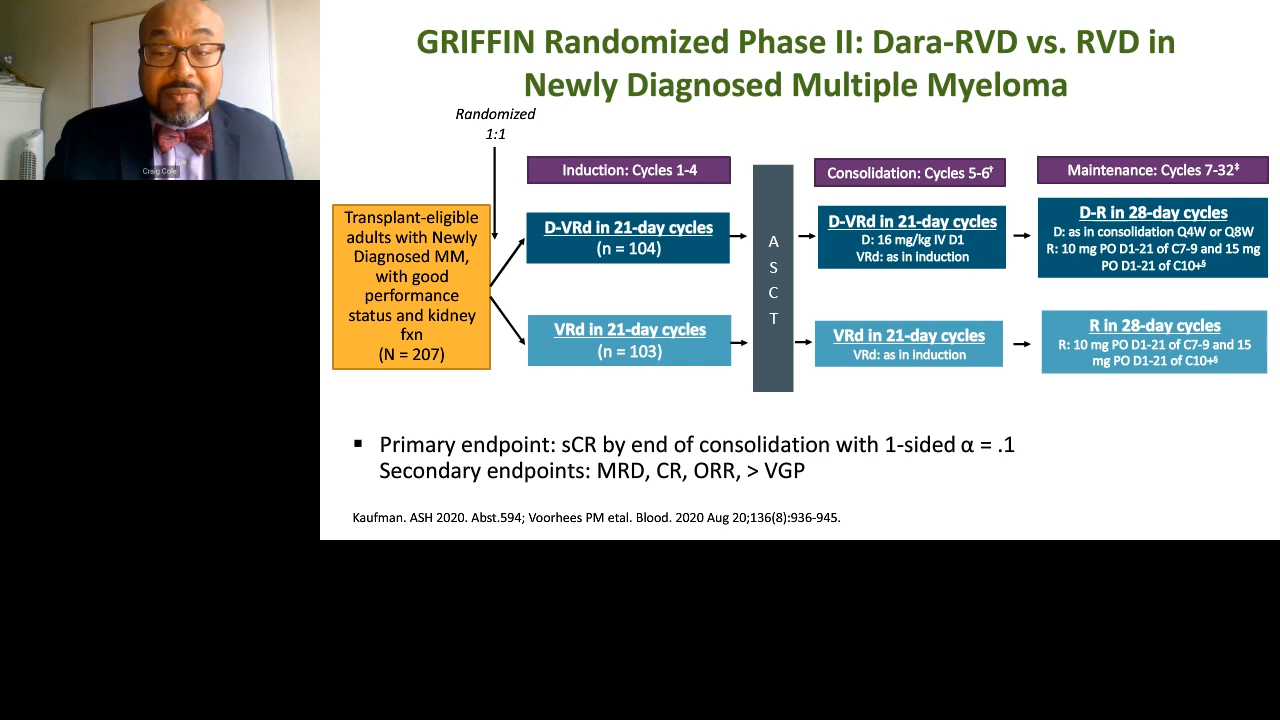 GRIFFIN Randomized Phase II: Dara-RVD vs. RVD in
Newly Diagnosed Multiple Myeloma
Randomized
1:1
Induction: Cycles 1-4
Consolidation: Cycles 5-6†
Maintenance: Cycles 7-32‡
Transplant-eligible
adults with Newly
Diagnosed MM,
with good
performance
status and kidney
fxn
(N = 207)
D-VRd in 21-day cycles
(n = 104)
VRd in 21-day cycles
(n = 103)
A
S
C
T
D-VRd in 21-day cycles
D: 16 mg/kg IV D1
VRd: as in induction
VRd in 21-day cycles
VRd: as in induction
D-R in 28-day cycles
D: as in consolidation Q4W or Q8W
R: 10 mg PO D1-21 of C7-9 and 15 mg
PO D1-21 of C10+§
R in 28-day cycles
R: 10 mg PO D1-21 of C7-9 and 15
mg PO D1-21 of C10+§
▪ Primary endpoint: sCR by end of consolidation with 1-sided α = .1
Secondary endpoints: MRD, CR, ORR, > VGP
Kaufman. ASH 2020. Abst.594; Voorhees PM etal. Blood. 2020 Aug 20;136(8):936-945.
Craig Cole